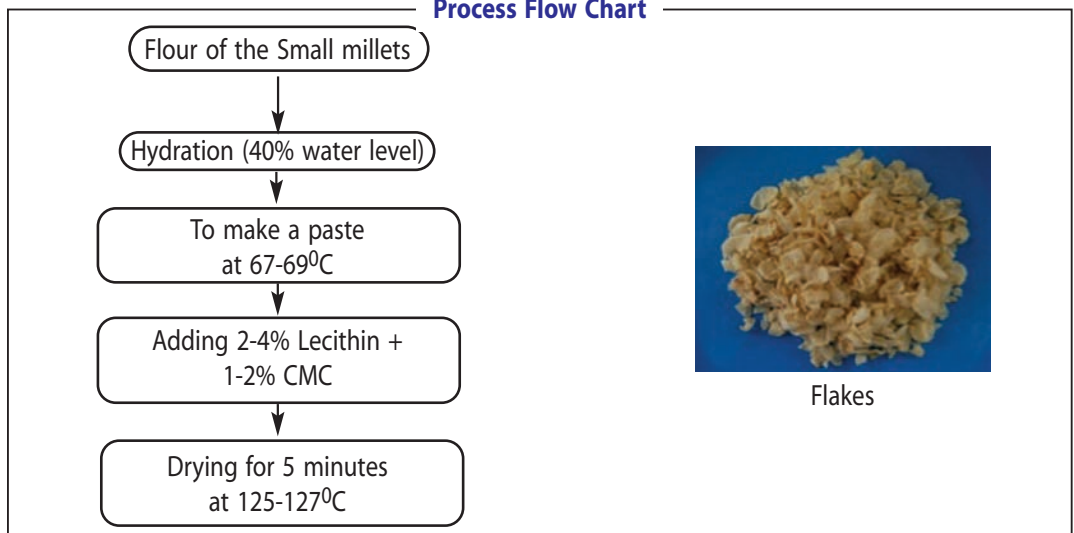 Process Flow Chart
Flour of the Small millets
Hydration (40% water level)
To make a paste
at 67-69⁰C
Adding 2-4% Lecithin +
1-2% CMC
Drying for 5 minutes
at 125-127⁰C
Flakes